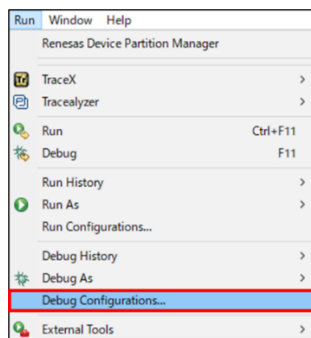 Run Window Help
Renesas Device Partition Manager
TraceX
Tracealyzer
Run Ctrl+F11
Debug F11
Run History
Run As
Run Configurations...
Debug History
Debug As
Debug Configurations...
External Tools